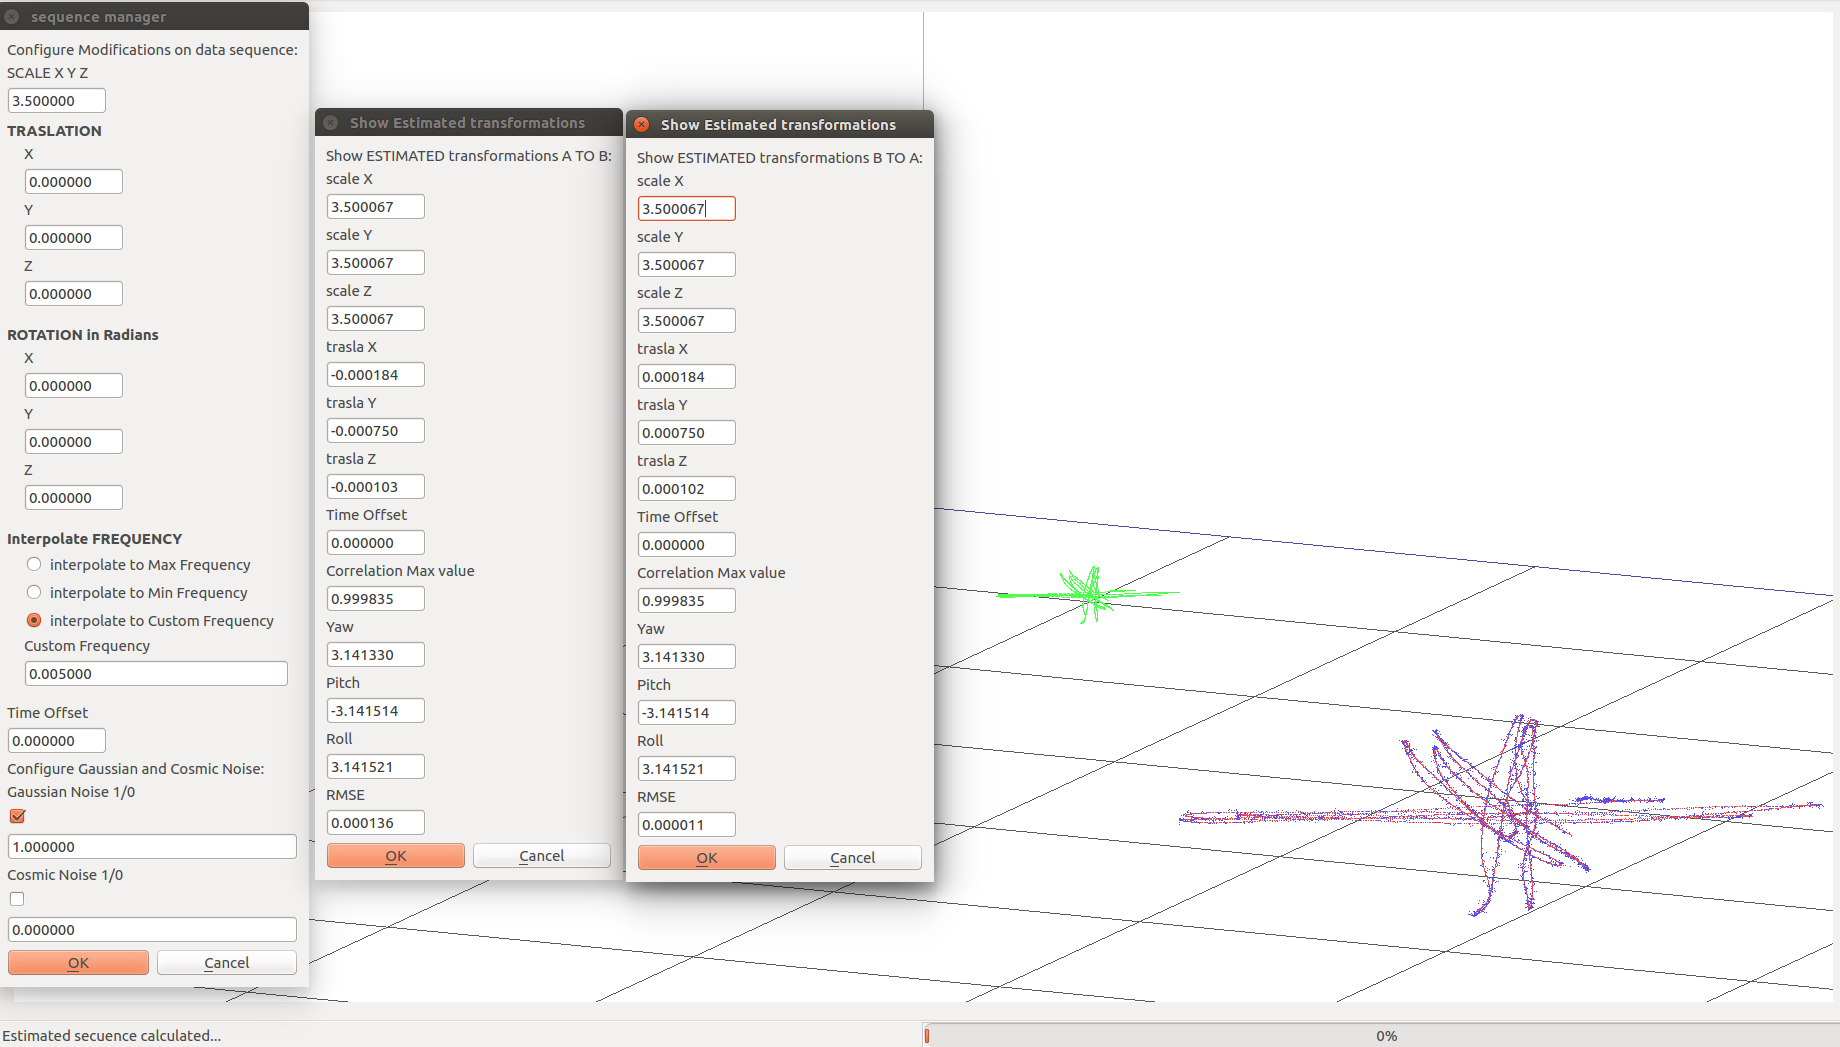 sequence manager
Configure Modifications on data sequence:
SCALE X Y Z
3.500000
TRASLATION
X
0.000000
Y
0.000000
Z
0.000000
ROTATION in Radians
X
0.000000
Y
0.000000
Z
0.000000
Interpolate FREQUENCY
interpolate to Max Frequency
interpolate to Min Frequency
interpolate to Custom Frequency
Custom Frequency
0.005000
Time Offset
0.000000
Configure Gaussian and Cosmic Noise:
Gaussian Noise 1/0
1.000000
Cosmic Noise 1/0
0.000000
OK Cancel
Show Estimated transformations
Show ESTIMATED transformations A TO B:
scale X
3.500067
scale Y
3.500067
scale Z
3.500067
trasla X
-0.000184
trasla Y
-0.000750
trasla Z
-0.000103
Time Offset
0.000000
Correlation Max value
0.999835
Yaw
3.141330
Pitch
-3.141514
Roll
3.141521
RMSE
0.000136
OK Cancel
Show Estimated transformations
Show ESTIMATED transformations B TO A:
scale X
3.500067
scale Y
3.500067
scale Z
3.500067
trasla X
0.000184
trasla Y
0.000750
trasla Z
0.000102
Time Offset
0.000000
Correlation Max value
0.999835
Yaw
3.141330
Pitch
-3.141514
Roll
3.141521
RMSE
0.000011
OK Cancel
Estimated secuence calculated...
0%